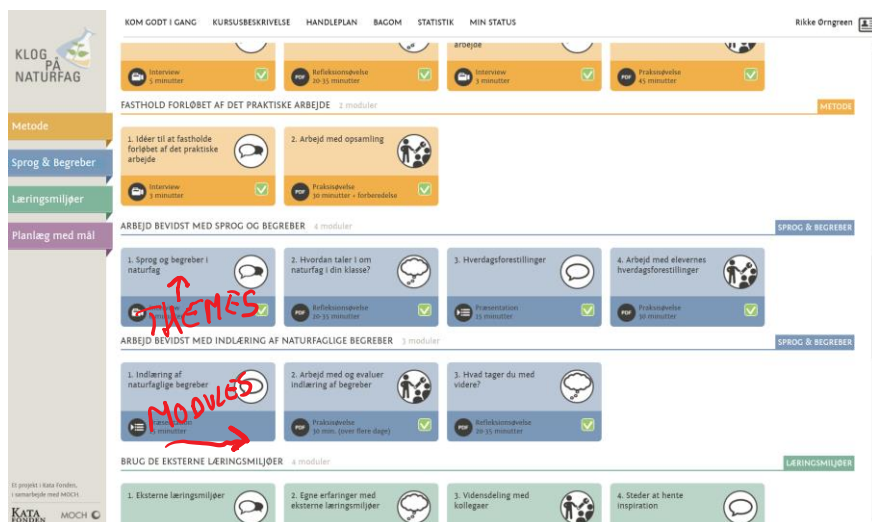 KOM GODT I GANG KURSUSBESKRIVELSE HANDLEPLAN BAGOM STATISTIK MIN STATUS Rikke Ørngreen
KLOG
PÅ
NATURFAG
Metode
Sprog & Begreber
Læringsmiljøer
Planlæg med mål
arbejde
Interview
5 minutter
PDF
Refleksionsøvelse
20-35 minutter
Interview
3 minutter
PDF
Praksisøvelse
45 minutter
FASTHOLD FORLØBET AF DET PRAKTISKE ARBEJDE 2 moduler
METODE
1. Idéer til at fastholde
forløbet af det praktiske
arbejde
Interview
3 minutter
2. Arbejd med opsamling
PDF
Praksisøvelse
30 minutter + forberedelse
ARBEJD BEVIDST MED SPROG OG BEGREBER 4 moduler
SPROG & BEGREBER
1. Sprog og begreber i
naturfag
THEMES
2. Hvordan taler I om
naturfag i din klasse?
PDF
Refleksionsøvelse
20-35 minutter
3. Hverdagsforestillinger
Præsentation
25 minutter
4. Arbejd med elevernes
hverdagsforestillinger
PDF
Praksisøvelse
30 minutter
ARBEJD BEVIDST MED INDLÆRING AF NATURFAGLIGE BEGREBER 3 moduler
SPROG & BEGREBER
1. Indlæring af
naturfaglige begreber
MODULES
minutter
2. Arbejd med og evaluer
indlæring af begreber
PDF
Praksisøvelse
30 min. (over flere dage)
3. Hvad tager du med
videre?
PDF
Refleksionsøvelse
20-35 minutter
BRUG DE EKSTERNE LÆRINGSMILJØER 4 moduler
LÆRINGSMILJØER
1. Eksterne læringsmiljøer
2. Egne erfaringer med
eksterne læringsmiljøer
3. Vidensdeling med
kollegaer
4. Steder at hente
inspiration
Et projekt i Kata Fonden,
i samarbejde med MOCH
KATA
FONDEN
MOCH